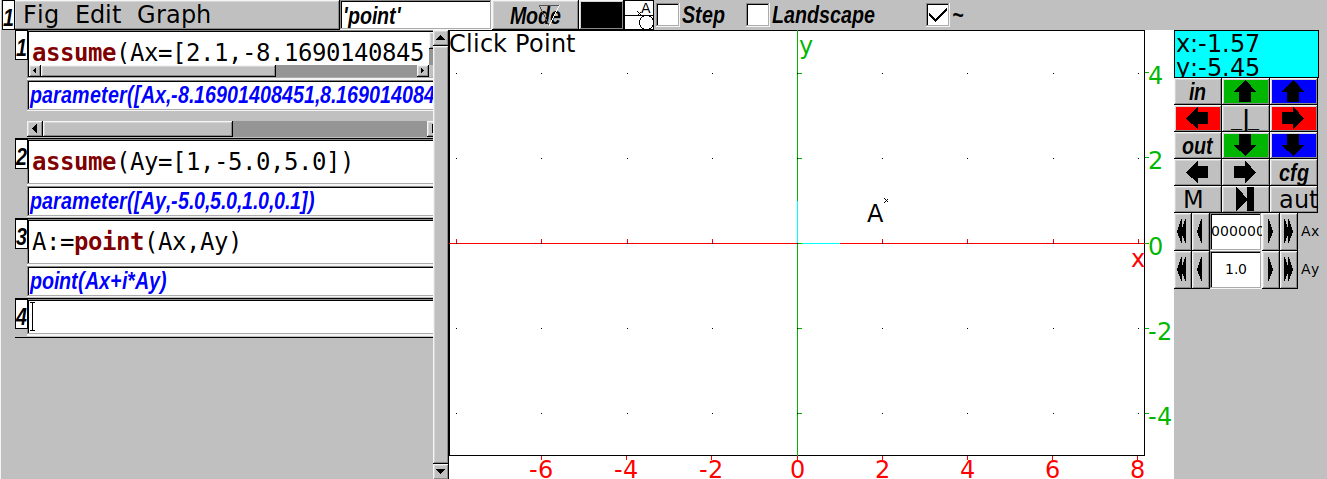 1 Fig Edit Graph 'point' Mode A Step Landscape ~
1 assume(Ax=[2.1,-8.1690140845
parameter([Ax,-8.16901408451,8.169014084
2 assume(Ay=[1,-5.0,5.0])
parameter([Ay,-5.0,5.0,1.0,0.1])
3 A:=point(Ax,Ay)
point(Ax+i*Ay)
4
Click Point
y
4
2
A
0
x
-2
-4
-6 -4 -2 0 2 4 6 8
x:-1.57
y:-5.45
in
_|_
out
cfg
M aut
000000 Ax
1.0 Ay